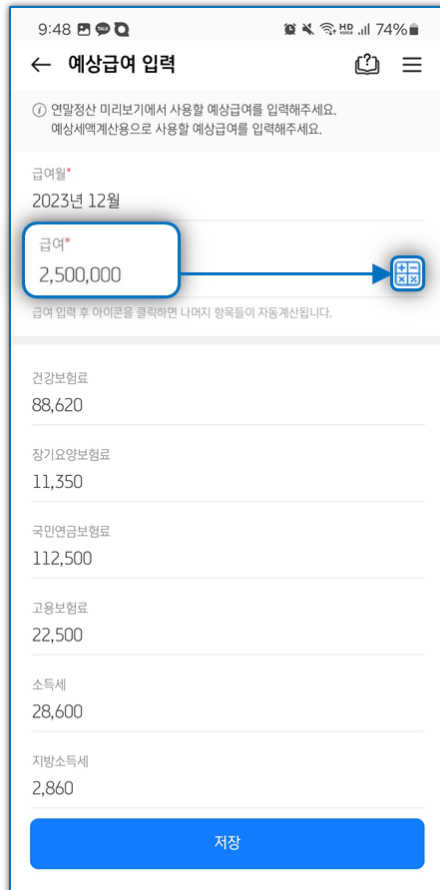 9:48 TALK HD 74%
예상급여 입력
연말정산 미리보기에서 사용할 예상급여를 입력해주세요.
예상세액계산용으로 사용할 예상급여를 입력해주세요.
급여월*
2023년 12월
급여*
2,500,000
급여 입력 후 아이콘을 클릭하면 나머지 항목들이 자동계산됩니다.
건강보험료
88,620
장기요양보험료
11,350
국민연금보험료
112,500
고용보험료
22,500
소득세
28,600
지방소득세
2,860
저장